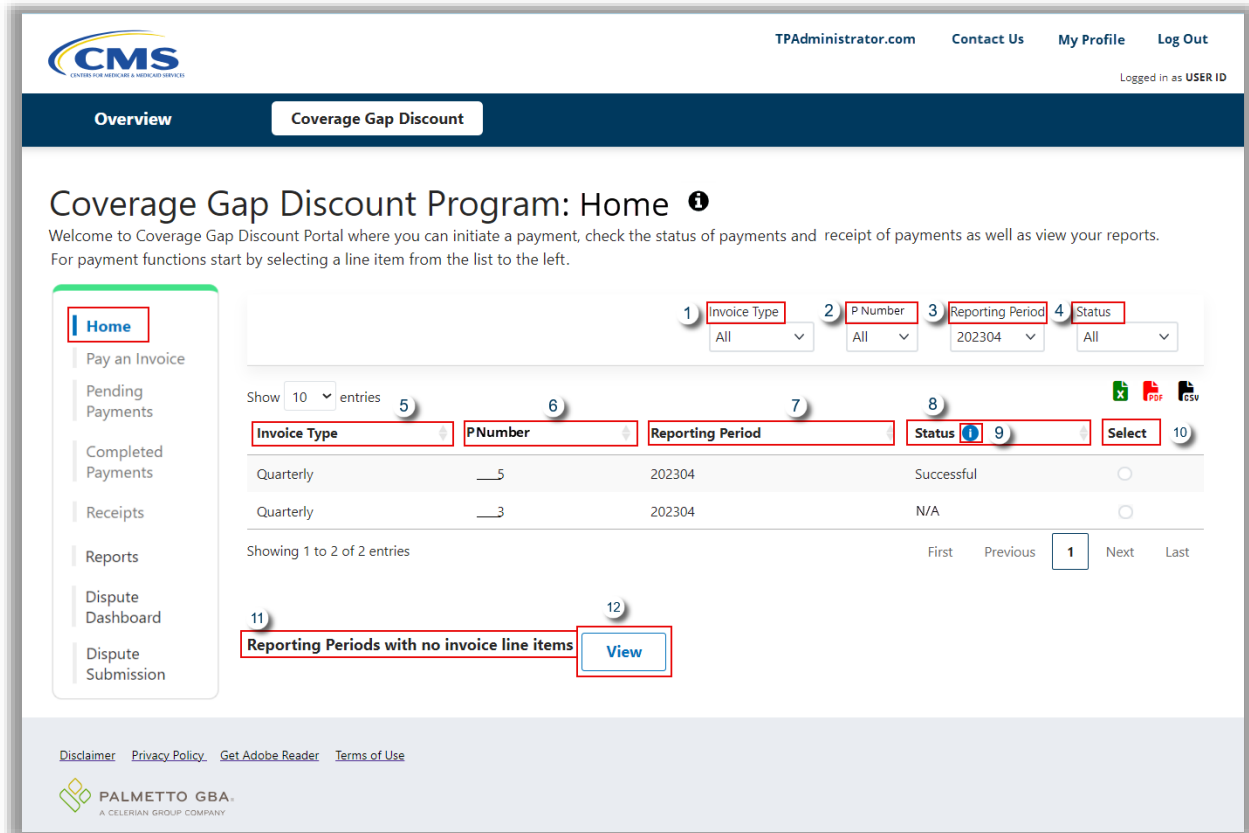 CMS
CENTERS FOR MEDICARE & MEDICAID SERVICES
TPAdministrator.com Contact Us My Profile Log Out
Logged in as USER ID
Overview Coverage Gap Discount
Coverage Gap Discount Program: Home
Welcome to Coverage Gap Discount Portal where you can initiate a payment, check the status of payments and receipt of payments as well as view your reports.
For payment functions start by selecting a line item from the list to the left.
Home
Pay an Invoice
Pending
Payments
Completed
Payments
Receipts
Reports
Dispute
Dashboard
Dispute
Submission
1 Invoice Type 2 P Number 3 Reporting Period 4 Status
All All 202304 All
Show 10 entries
PDF CSV
5 6 7 8
Invoice Type PNumber Reporting Period Status i 9 Select 10
Quarterly __5 202304 Successful
Quarterly __3 202304 N/A
Showing 1 to 2 of 2 entries First Previous 1 Next Last
11 12
Reporting Periods with no invoice line items View
Disclaimer Privacy Policy Get Adobe Reader Terms of Use
PALMETTO GBA.
A CELERIAN GROUP COMPANY